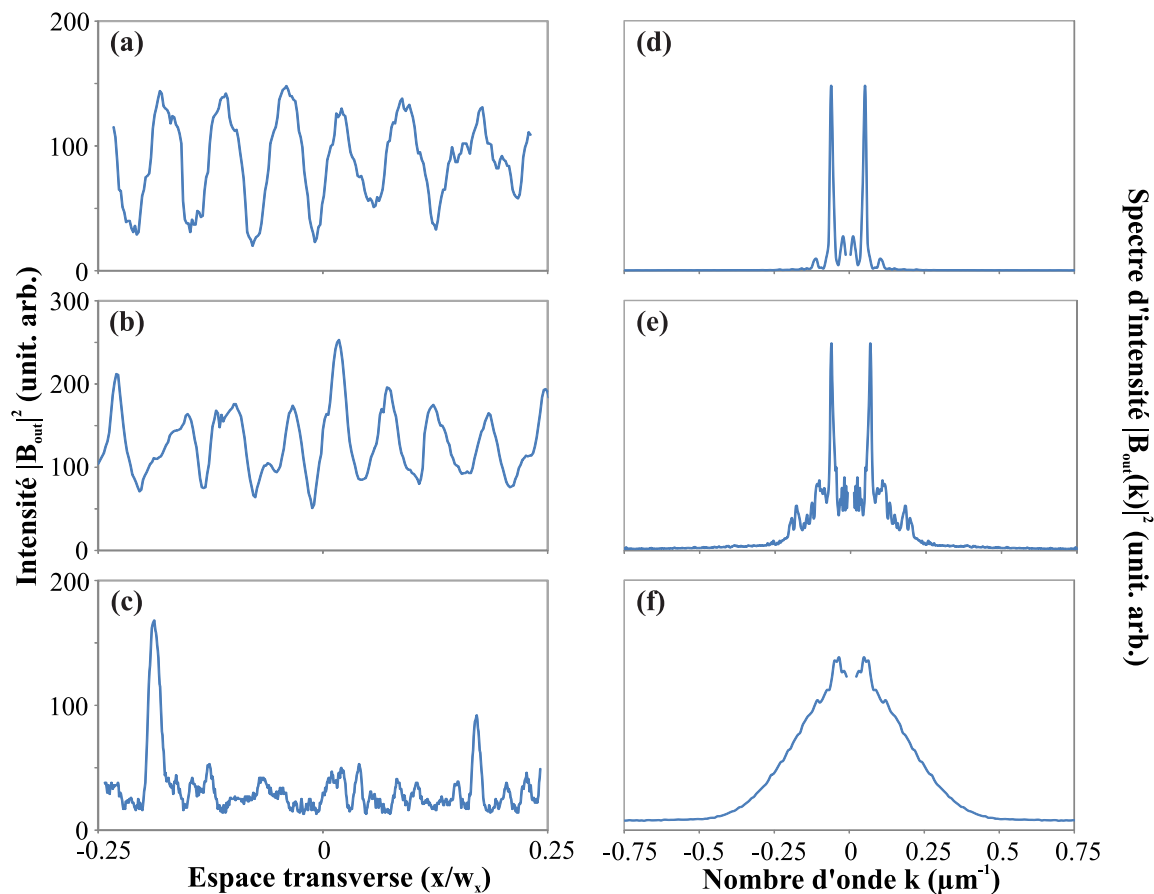 200
(a)
(d)
100
0
300
(b)
(e)
200
100
0
200
(c)
(f)
100
0
-0.25
0
0.25
-0.75
-0.50
-0.25
0
0.25
0.50
0.75
Espace transverse (x/wx)
Nombre d'onde k (µm-1)
Intensité |Bout|2 (unit. arb.)
Spectre d'intensité |Bout(k)|2 (unit. arb.)